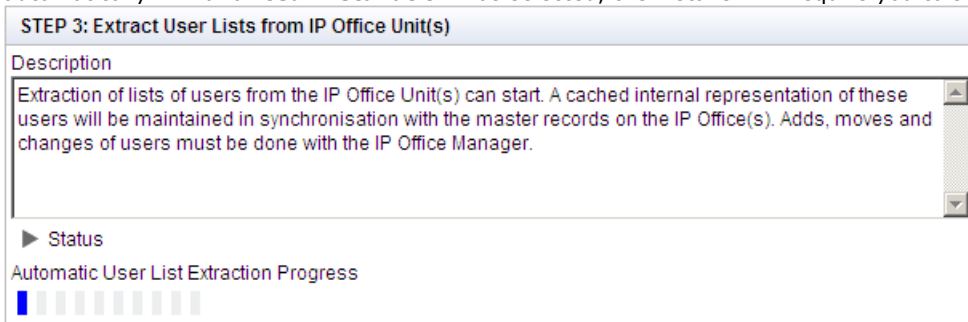 STEP 3: Extract User Lists from IP Office Unit(s)
Description
Extraction of lists of users from the IP Office Unit(s) can start. A cached internal representation of these
users will be maintained in synchronisation with the master records on the IP Office(s). Adds, moves and
changes of users must be done with the IP Office Manager.
Status
Automatic User List Extraction Progress